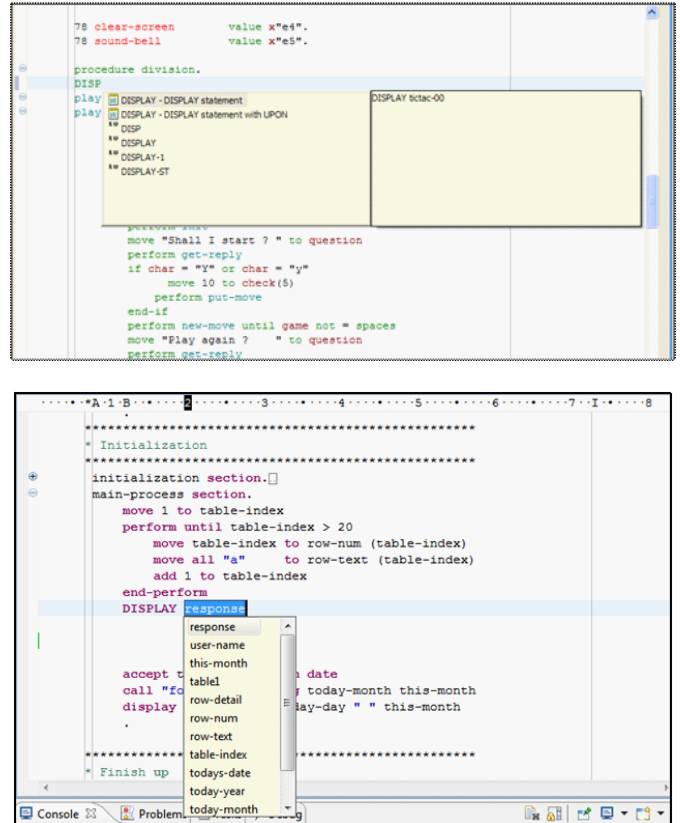 78 clear-screen value x"e4".
78 sound-bell value x"e5".
procedure division.
DISP
play
play
DISPLAY - DISPLAY statement
DISPLAY - DISPLAY statement with UPON
DISP
DISPLAY
DISPLAY-1
DISPLAY-ST
DISPLAY tictac-00
perform init
move "Shall I start ? " to question
perform get-reply
if char = "Y" or char = "y"
move 10 to check(5)
perform put-move
end-if
perform new-move until game not = spaces
move "Play again ? " to question
perform get-reply
*A·1·B··•····2····•····3····•····4····•····5····•····6····•····7··I·•····8
.
**************************************************
* Initialization
**************************************************
initialization section.
main-process section.
move 1 to table-index
perform until table-index > 20
move table-index to row-num (table-index)
move all "a" to row-text (table-index)
add 1 to table-index
end-perform
DISPLAY response
response
user-name
this-month
table1
row-detail
row-num
row-text
table-index
todays-date
today-year
today-month
accept t date
call "fo today-month this-month
display ay-day " " this-month
.
**************************************************
* Finish up
Console
Problem